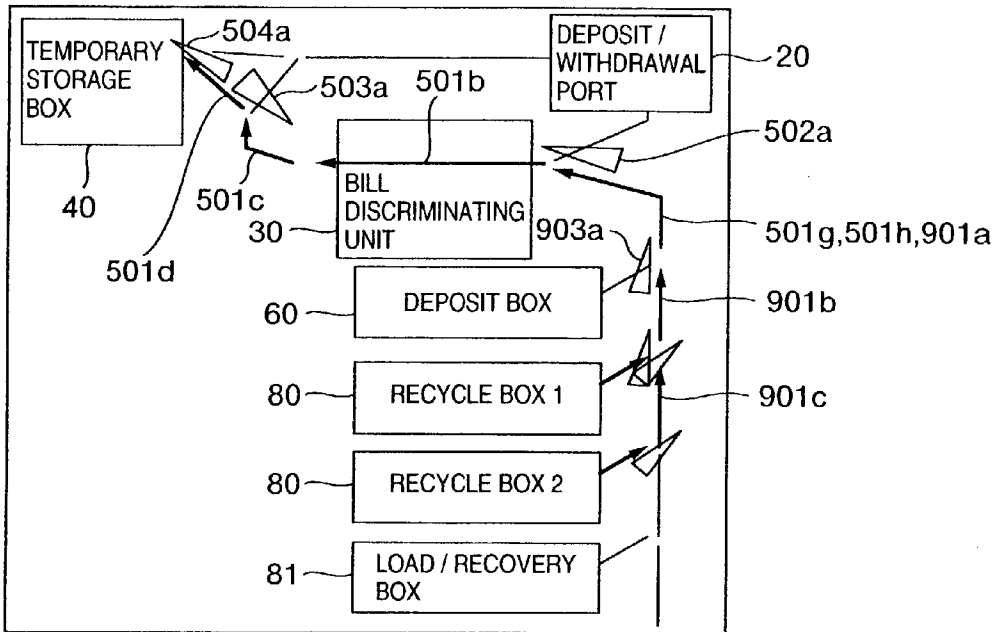 504a
TEMPORARY
STORAGE
BOX
DEPOSIT /
WITHDRAWAL
PORT
20
503a
501b
502a
40
501c
30
BILL
DISCRIMINATING
UNIT
903a
501g,501h,901a
501d
60
DEPOSIT BOX
901b
80
RECYCLE BOX 1
901c
80
RECYCLE BOX 2
81
LOAD / RECOVERY
BOX